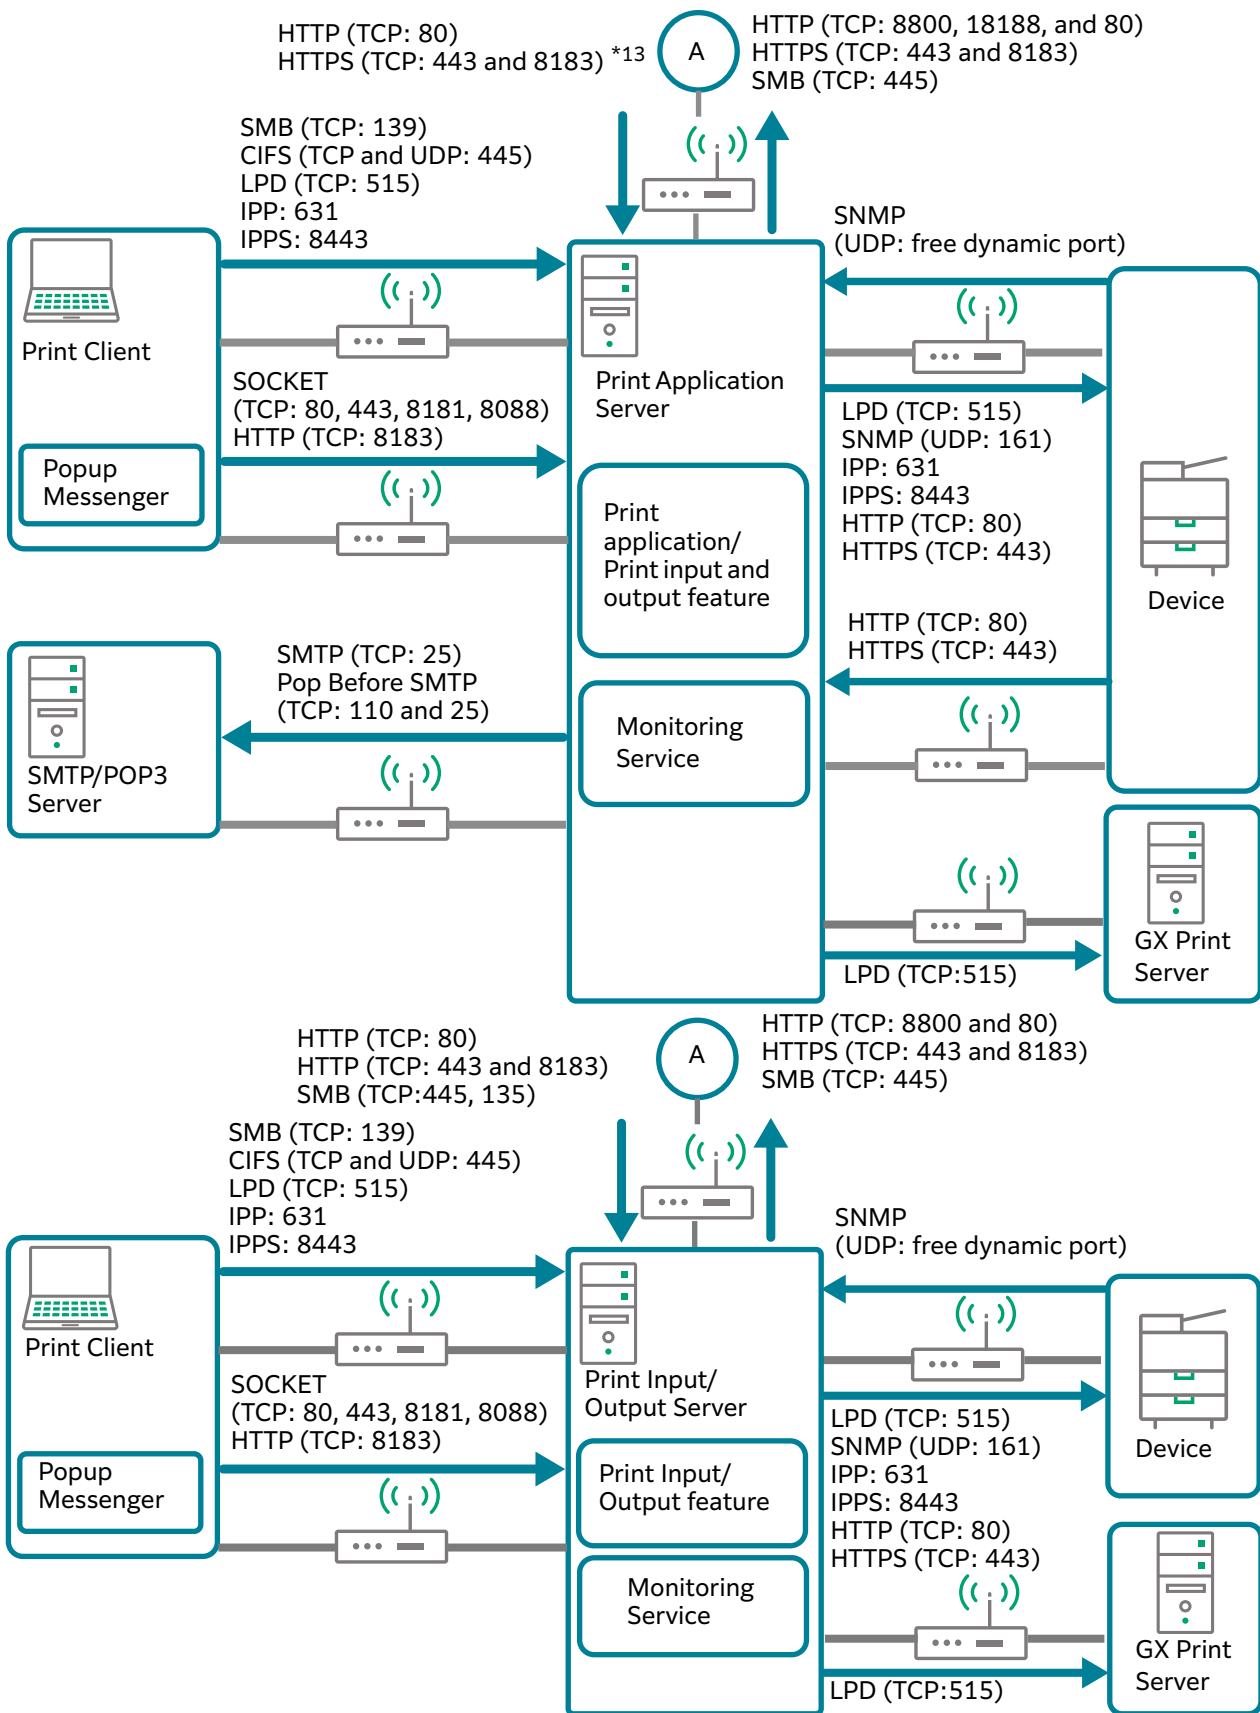 HTTP (TCP: 80)
HTTPS (TCP: 443 and 8183) *13
A
HTTP (TCP: 8800, 18188, and 80)
HTTPS (TCP: 443 and 8183)
SMB (TCP: 445)
SMB (TCP: 139)
CIFS (TCP and UDP: 445)
LPD (TCP: 515)
IPP: 631
IPPS: 8443
SNMP
(UDP: free dynamic port)
Print Client
Print Application
Server
SOCKET
(TCP: 80, 443, 8181, 8088)
HTTP (TCP: 8183)
LPD (TCP: 515)
SNMP (UDP: 161)
IPP: 631
IPPS: 8443
HTTP (TCP: 80)
HTTPS (TCP: 443)
Popup
Messenger
Print
application/
Print input and
output feature
Device
HTTP (TCP: 80)
HTTPS (TCP: 443)
SMTP (TCP: 25)
Pop Before SMTP
(TCP: 110 and 25)
Monitoring
Service
SMTP/POP3
Server
GX Print
Server
LPD (TCP:515)
HTTP (TCP: 80)
HTTP (TCP: 443 and 8183)
SMB (TCP:445, 135)
A
HTTP (TCP: 8800 and 80)
HTTPS (TCP: 443 and 8183)
SMB (TCP: 445)
SMB (TCP: 139)
CIFS (TCP and UDP: 445)
LPD (TCP: 515)
IPP: 631
IPPS: 8443
SNMP
(UDP: free dynamic port)
Print Client
Print Input/
Output Server
SOCKET
(TCP: 80, 443, 8181, 8088)
HTTP (TCP: 8183)
LPD (TCP: 515)
SNMP (UDP: 161)
IPP: 631
IPPS: 8443
HTTP (TCP: 80)
HTTPS (TCP: 443)
Device
Popup
Messenger
Print Input/
Output feature
Monitoring
Service
GX Print
Server
LPD (TCP:515)